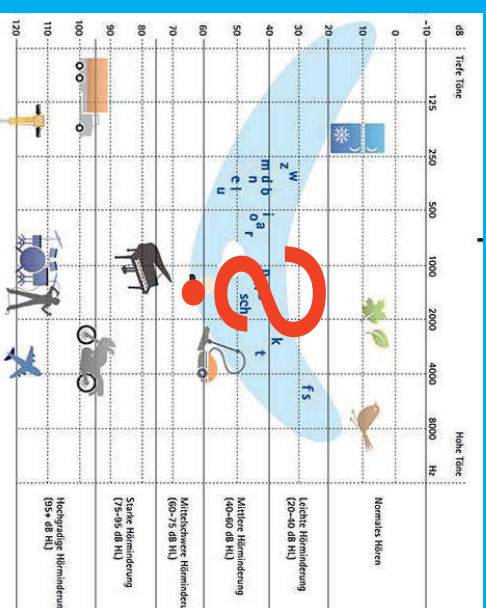 Tiefe Töne Hohe Töne
dB 125 250 500 1000 2000 4000 8000 Hz
-10
0
10
Normales Hören
20
30
f s
Leichte Hörminderung
(20-40 dB HL)
z w
k
40
m d b
i a
t
n
o r
sch
50
e l
u
Mittlere Hörminderung
(40-60 dB HL)
60
70
Mittelschwere Hörminderu
(60-75 dB HL)
80
90
Starke Hörminderung
(75-95 dB HL)
100
110
Hochgradige Hörminderun
(95+ dB HL)
120